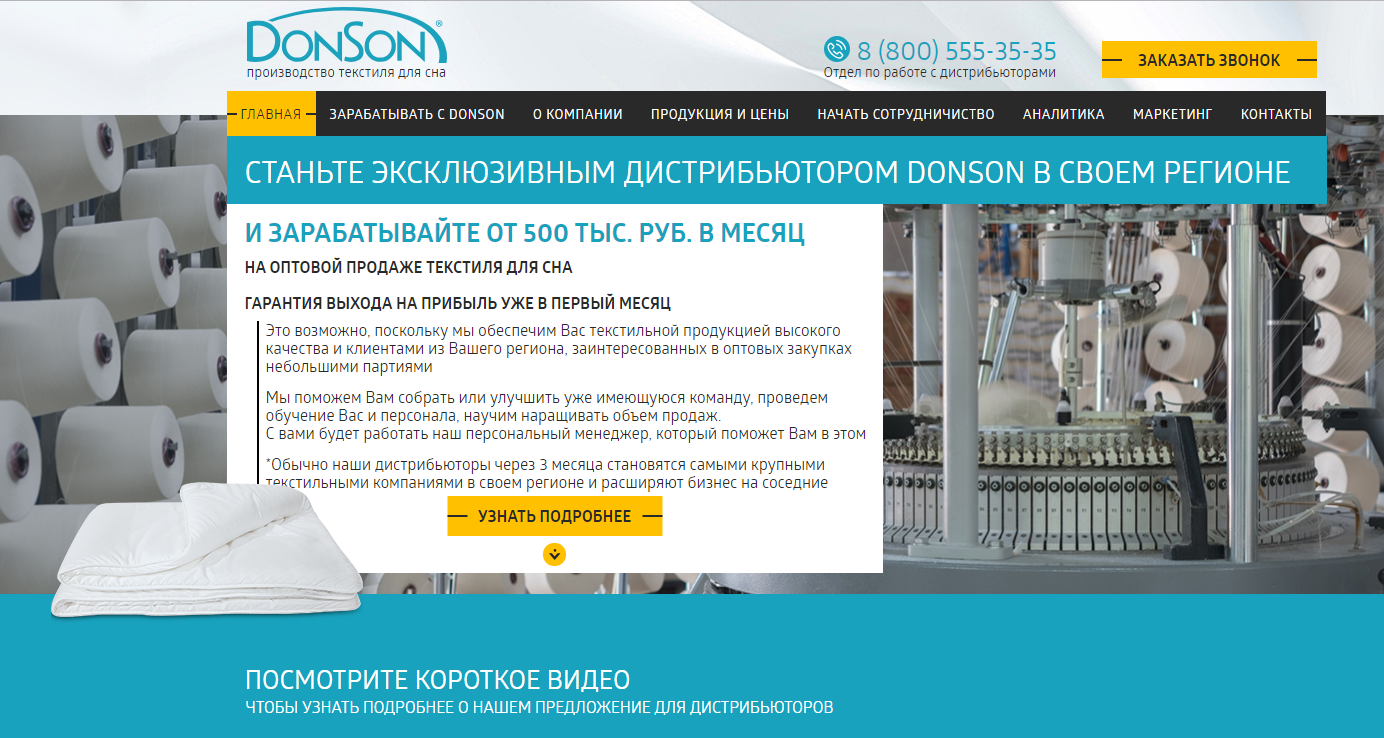 DONSON®
производство текстиля для сна
8 (800) 555-35-35
Отдел по работе с дистрибьюторами
ЗАКАЗАТЬ ЗВОНОК
ГЛАВНАЯ ЗАРАБАТЫВАТЬ С DONSON О КОМПАНИИ ПРОДУКЦИЯ И ЦЕНЫ НАЧАТЬ СОТРУДНИЧИСТВО АНАЛИТИКА МАРКЕТИНГ КОНТАКТЫ
СТАНЬТЕ ЭКСКЛЮЗИВНЫМ ДИСТРИБЬЮТОРОМ DONSON В СВОЕМ РЕГИОНЕ
И ЗАРАБАТЫВАЙТЕ ОТ 500 ТЫС. РУБ. В МЕСЯЦ
НА ОПТОВОЙ ПРОДАЖЕ ТЕКСТИЛЯ ДЛЯ СНА
ГАРАНТИЯ ВЫХОДА НА ПРИБЫЛЬ УЖЕ В ПЕРВЫЙ МЕСЯЦ
Это возможно, поскольку мы обеспечим Вас текстильной продукцией высокого
качества и клиентами из Вашего региона, заинтересованных в оптовых закупках
небольшими партиями
Мы поможем Вам собрать или улучшить уже имеющуюся команду, проведем
обучение Вас и персонала, научим наращивать объем продаж.
С вами будет работать наш персональный менеджер, который поможет Вам в этом
*Обычно наши дистрибьюторы через 3 месяца становятся самыми крупными
текстильными компаниями в своем регионе и расширяют бизнес на соседние
УЗНАТЬ ПОДРОБНЕЕ
ПОСМОТРИТЕ КОРОТКОЕ ВИДЕО
ЧТОБЫ УЗНАТЬ ПОДРОБНЕЕ О НАШЕМ ПРЕДЛОЖЕНИЕ ДЛЯ ДИСТРИБЬЮТОРОВ